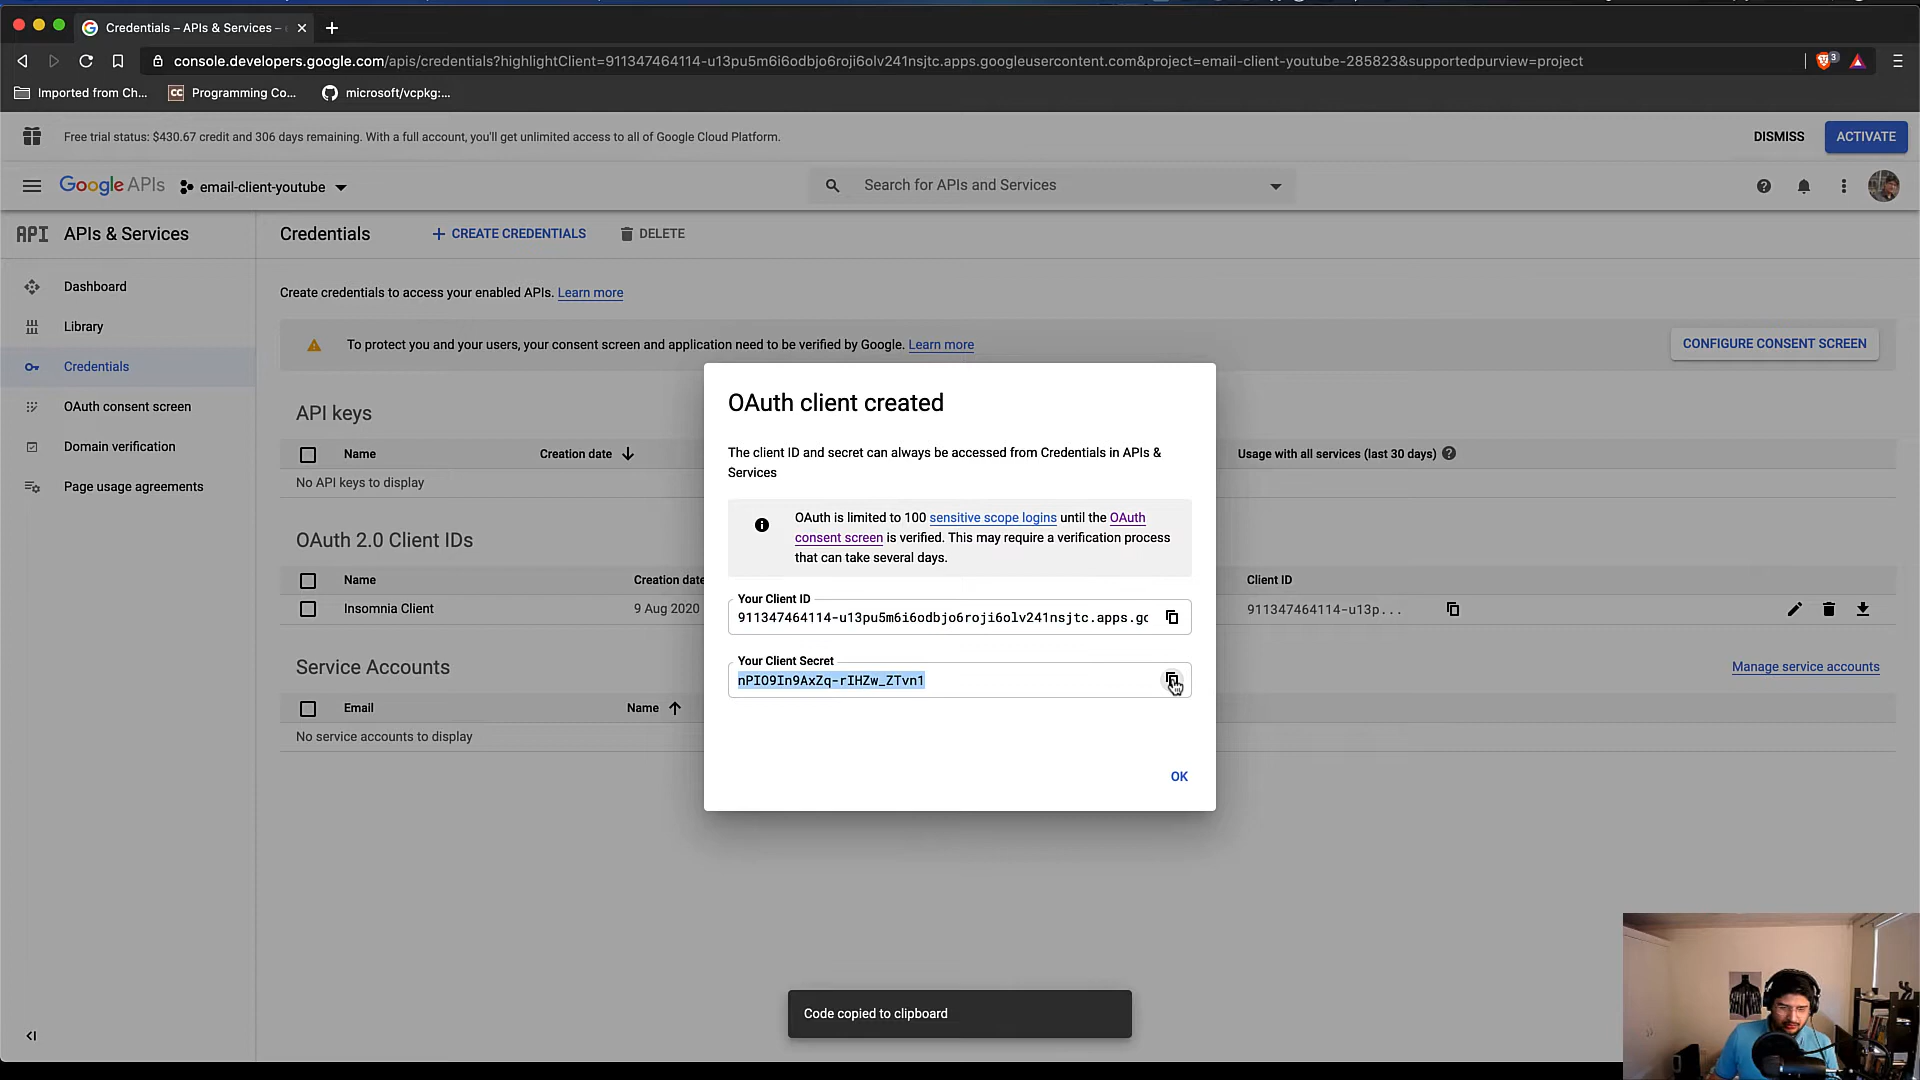 Credentials – APIs & Services –
console.developers.google.com/apis/credentials?highlightClient=911347464114-u13pu5m6i6odbjo6roji6olv241nsjtc.apps.googleusercontent.com&project=email-client-youtube-285823&supportedpurview=project
3
Imported from Ch...
CC Programming Co...
microsoft/vcpkg:...
Free trial status: $430.67 credit and 306 days remaining. With a full account, you'll get unlimited access to all of Google Cloud Platform.
DISMISS
ACTIVATE
Google APIs
email-client-youtube
Search for APIs and Services
API APIs & Services
Credentials
CREATE CREDENTIALS
DELETE
Dashboard
Library
Credentials
OAuth consent screen
Domain verification
Page usage agreements
Create credentials to access your enabled APIs. Learn more
To protect you and your users, your consent screen and application need to be verified by Google. Learn more
CONFIGURE CONSENT SCREEN
API keys
Name
Creation date
Usage with all services (last 30 days)
No API keys to display
OAuth 2.0 Client IDs
Name
Creation date
Client ID
Insomnia Client
9 Aug 2020
911347464114-u13p...
Service Accounts
Manage service accounts
Email
Name
No service accounts to display
OAuth client created
The client ID and secret can always be accessed from Credentials in APIs &
Services
OAuth is limited to 100 sensitive scope logins until the OAuth
consent screen is verified. This may require a verification process
that can take several days.
Your Client ID
911347464114-u13pu5m6i6odbjo6roji6olv241nsjtc.apps.gc
Your Client Secret
nPIO9In9AxZq-rIHZw_ZTvn1
OK
Code copied to clipboard